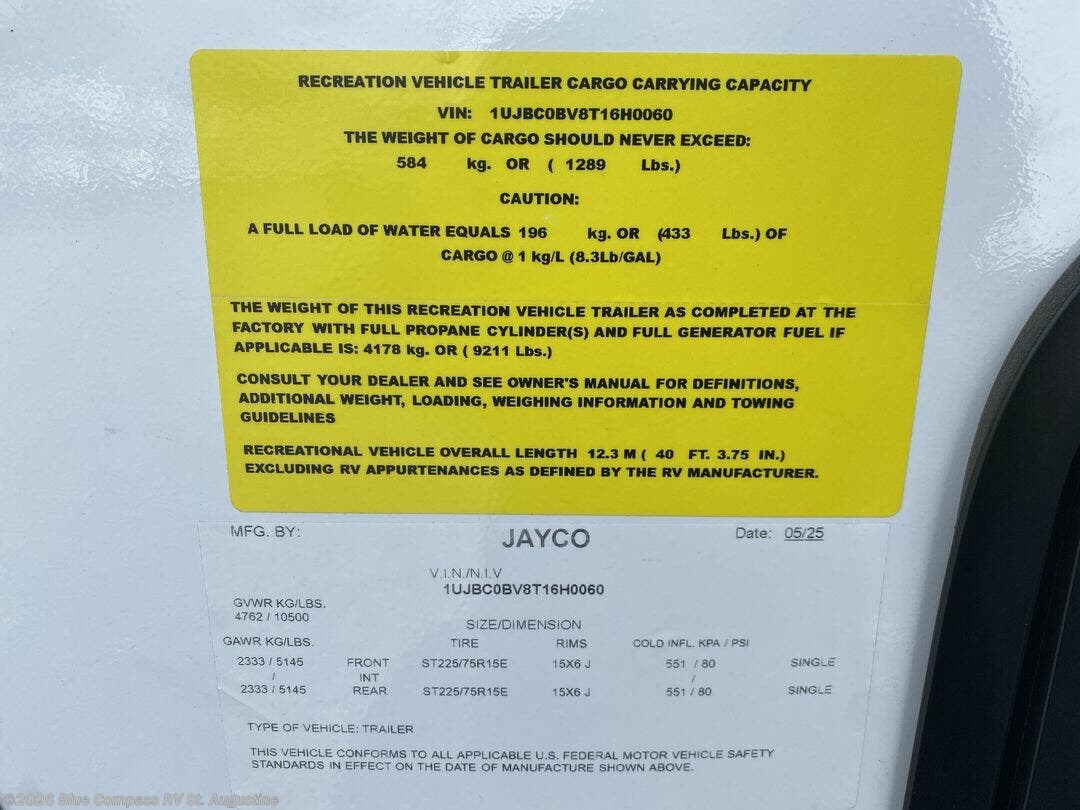 RECREATION VEHICLE TRAILER CARGO CARRYING CAPACITY
VIN: 1UJBC0BV8T16H0060
THE WEIGHT OF CARGO SHOULD NEVER EXCEED:
584 kg. OR ( 1289 Lbs.)
CAUTION:
A FULL LOAD OF WATER EQUALS 196 kg. OR (433 Lbs.) OF
CARGO @ 1 kg/L (8.3Lb/GAL)
THE WEIGHT OF THIS RECREATION VEHICLE TRAILER AS COMPLETED AT THE
FACTORY WITH FULL PROPANE CYLINDER(S) AND FULL GENERATOR FUEL IF
APPLICABLE IS: 4178 kg. OR ( 9211 Lbs.)
CONSULT YOUR DEALER AND SEE OWNER'S MANUAL FOR DEFINITIONS,
ADDITIONAL WEIGHT, LOADING, WEIGHING INFORMATION AND TOWING
GUIDELINES
RECREATIONAL VEHICLE OVERALL LENGTH 12.3 M ( 40 FT. 3.75 IN.)
EXCLUDING RV APPURTENANCES AS DEFINED BY THE RV MANUFACTURER.
MFG. BY: JAYCO Date: 05/25
V.I.N./N.I.V
1UJBC0BV8T16H0060
GVWR KG/LBS.
4762 / 10500
SIZE/DIMENSION
GAWR KG/LBS. TIRE RIMS COLD INFL. KPA / PSI
2333 / 5145 FRONT ST225/75R15E 15X6 J 551 / 80 SINGLE
INT /
2333 / 5145 REAR ST225/75R15E 15X6 J 551 / 80 SINGLE
TYPE OF VEHICLE: TRAILER
THIS VEHICLE CONFORMS TO ALL APPLICABLE U.S. FEDERAL MOTOR VEHICLE SAFETY
STANDARDS IN EFFECT ON THE DATE OF MANUFACTURE SHOWN ABOVE.
©2026 Blue Compass RV St. Augustine